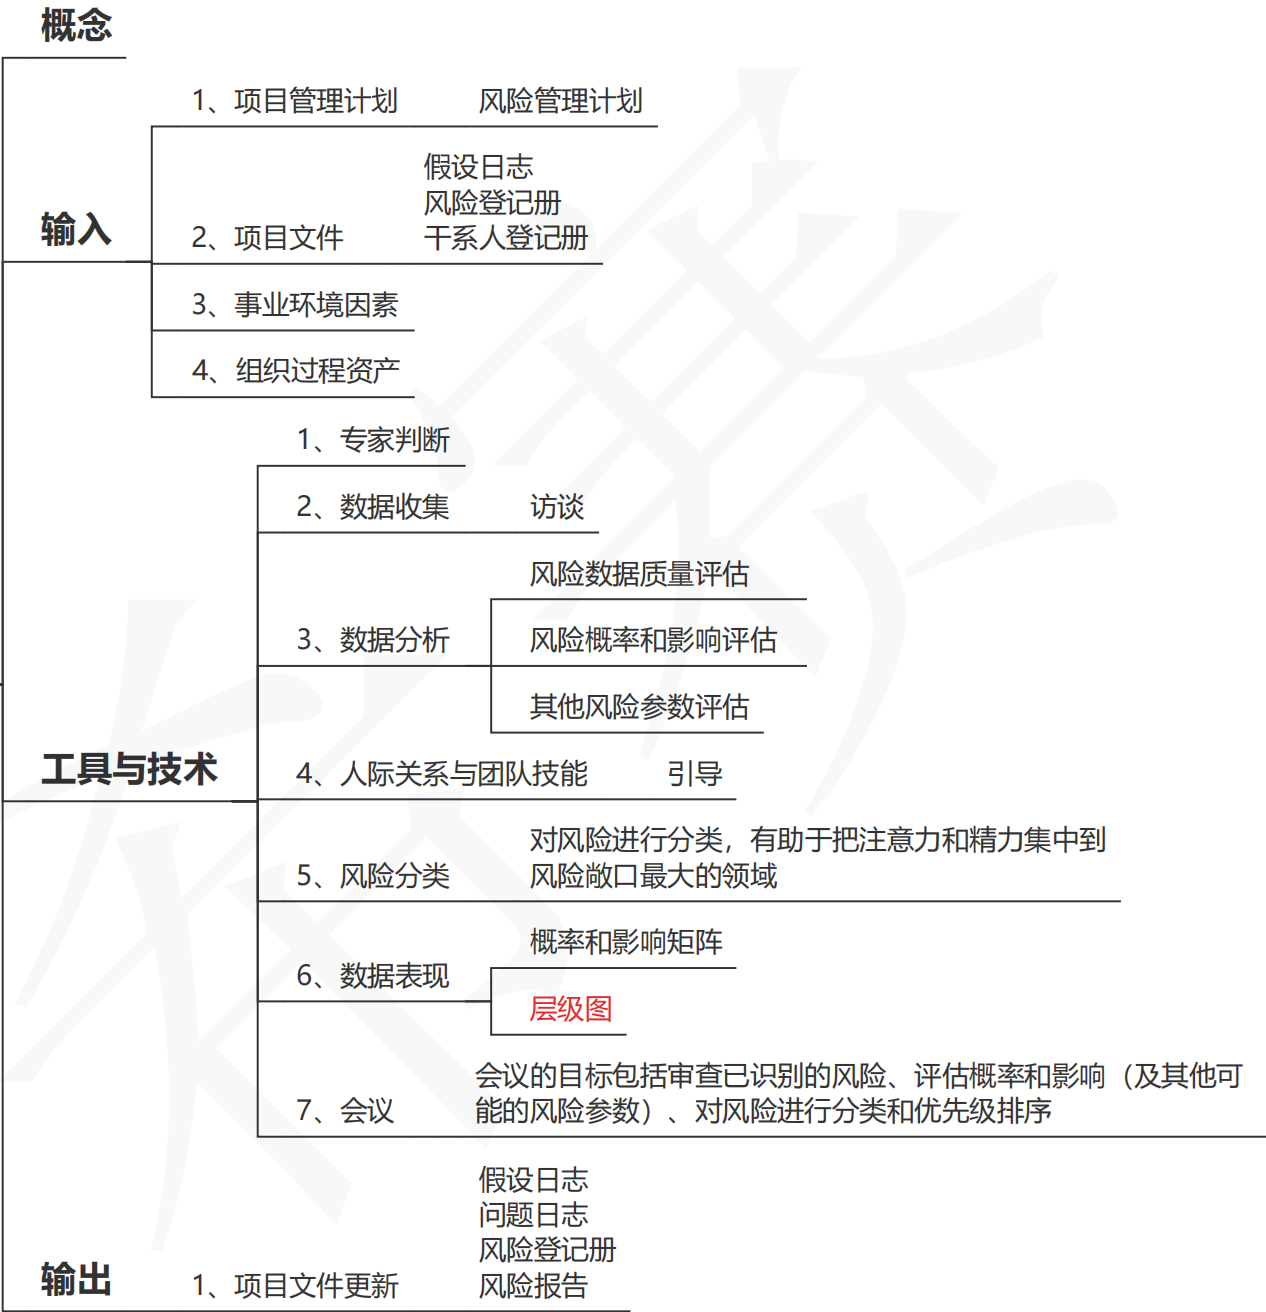 概念
1、项目管理计划 风险管理计划
假设日志
风险登记册
输入
2、项目文件 干系人登记册
3、事业环境因素
4、组织过程资产
1、专家判断
2、数据收集 访谈
风险数据质量评估
3、数据分析 风险概率和影响评估
其他风险参数评估
工具与技术
4、人际关系与团队技能 引导
对风险进行分类，有助于把注意力和精力集中到
5、风险分类 风险敞口最大的领域
概率和影响矩阵
6、数据表现
层级图
会议的目标包括审查已识别的风险、评估概率和影响（及其他可
7、会议 能的风险参数）、对风险进行分类和优先级排序
假设日志
问题日志
风险登记册
输出 1、项目文件更新 风险报告